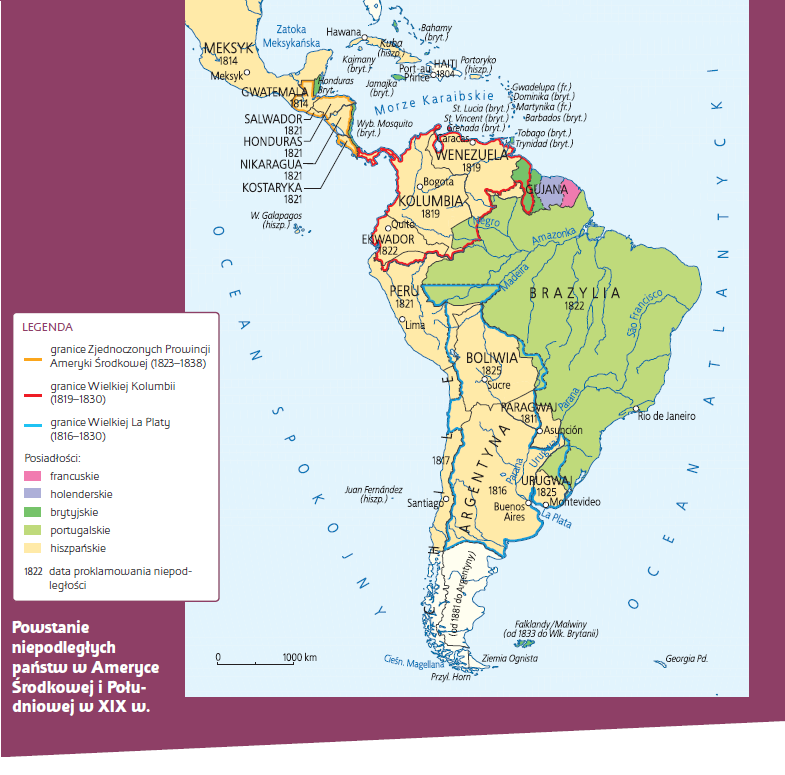 Zatoka
Meksykańska
MEKSYK
1814
Meksyk
Hawana
Bahamy
(bryt.)
Kuba
(hiszp.)
Kajmany
(bryt.)
Port-au-
Prince
HAITI
1804
Portoryko
(hiszp.)
Jamajka
(bryt.)
Honduras
Bryt.
GWATEMALA
1814
Morze Karaibskie
Gwadelupa (fr.)
Dominika (bryt.)
Martynika (fr.)
St. Lucia (bryt.)
St. Vincent (bryt.)
Barbados (bryt.)
Grenada (bryt.)
Tobago (bryt.)
Trynidad (bryt.)
SALWADOR
1821
HONDURAS
1821
NIKARAGUA
1821
KOSTARYKA
1821
Wyb. Mosquito
(bryt.)
Caracas
WENEZUELA
1819
GUJANA
Bogota
KOLUMBIA
1819
W. Galapagos
(hiszp.)
Quito
EKWADOR
1822
Negro
Amazonka
Madeira
PERU
1821
Lima
BRAZYLIA
1822
São Francisco
BOLIWIA
1825
Sucre
PARAGWAJ
1811
Parana
Asunción
Rio de Janeiro
CHILE
1817
ARGENTYNA
1816
Parana
Urugwaj
URUGWAJ
1825
Juan Fernández
(hiszp.)
Santiago
Buenos
Aires
Montevideo
La Plata
(od 1881 do Argentyny)
Falklandy/Malwiny
(od 1833 do Wlk. Brytanii)
Cieśn. Magellana
Ziemia Ognista
Przyl. Horn
Georgia Pd.
OCEAN SPOKOJNY
OCEAN ATLANTYCKI
0 1000 km
LEGENDA
granice Zjednoczonych Prowincji
Ameryki Środkowej (1823–1838)
granice Wielkiej Kolumbii
(1819–1830)
granice Wielkiej La Platy
(1816–1830)
Posiadłości:
francuskie
holenderskie
brytyjskie
portugalskie
hiszpańskie
1822 data proklamowania niepod-
ległości
Powstanie
niepodległych
państw w Ameryce
Środkowej i Połu-
dniowej w XIX w.